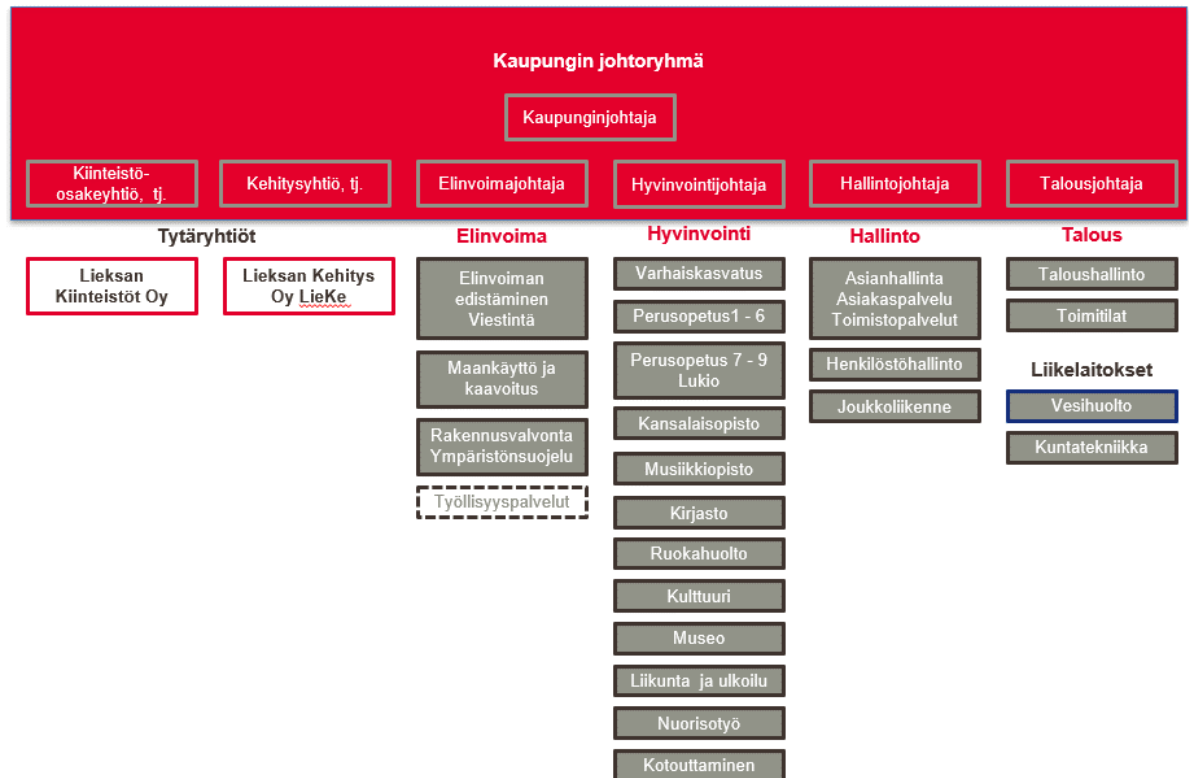 Kaupungin johtoryhmä
Kaupunginjohtaja
Kiinteistö-
osakeyhtiö, tj.
Kehitysyhtiö, tj.
Elinvoimajohtaja
Hyvinvointijohtaja
Hallintojohtaja
Talousjohtaja
Tytäryhtiöt
Lieksan
Kiinteistöt Oy
Lieksan Kehitys
Oy LieKe
Elinvoima
Elinvoiman
edistäminen
Viestintä
Maankäyttö ja
kaavoitus
Rakennusvalvonta
Ympäristönsuojelu
Työllisyyspalvelut
Hyvinvointi
Varhaiskasvatus
Perusopetus1 - 6
Perusopetus 7 - 9
Lukio
Kansalaisopisto
Musiikkiopisto
Kirjasto
Ruokahuolto
Kulttuuri
Museo
Liikunta ja ulkoilu
Nuorisotyö
Kotouttaminen
Hallinto
Asianhallinta
Asiakaspalvelu
Toimistopalvelut
Henkilöstöhallinto
Joukkoliikenne
Talous
Taloushallinto
Toimitilat
Liikelaitokset
Vesihuolto
Kuntatekniikka